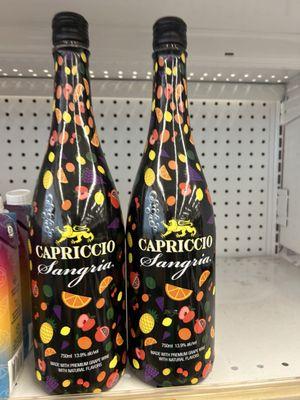 CAPRICCIO
Sangria
750ml 13.9% alc/vol
MADE WITH PREMIUM GRAPE WINE
WITH NATURAL FLAVORS
CAPRICCIO
Sangria
750ml 13.9% alc/vol
MADE WITH PREMIUM GRAPE WINE
WITH NATURAL FLAVORS